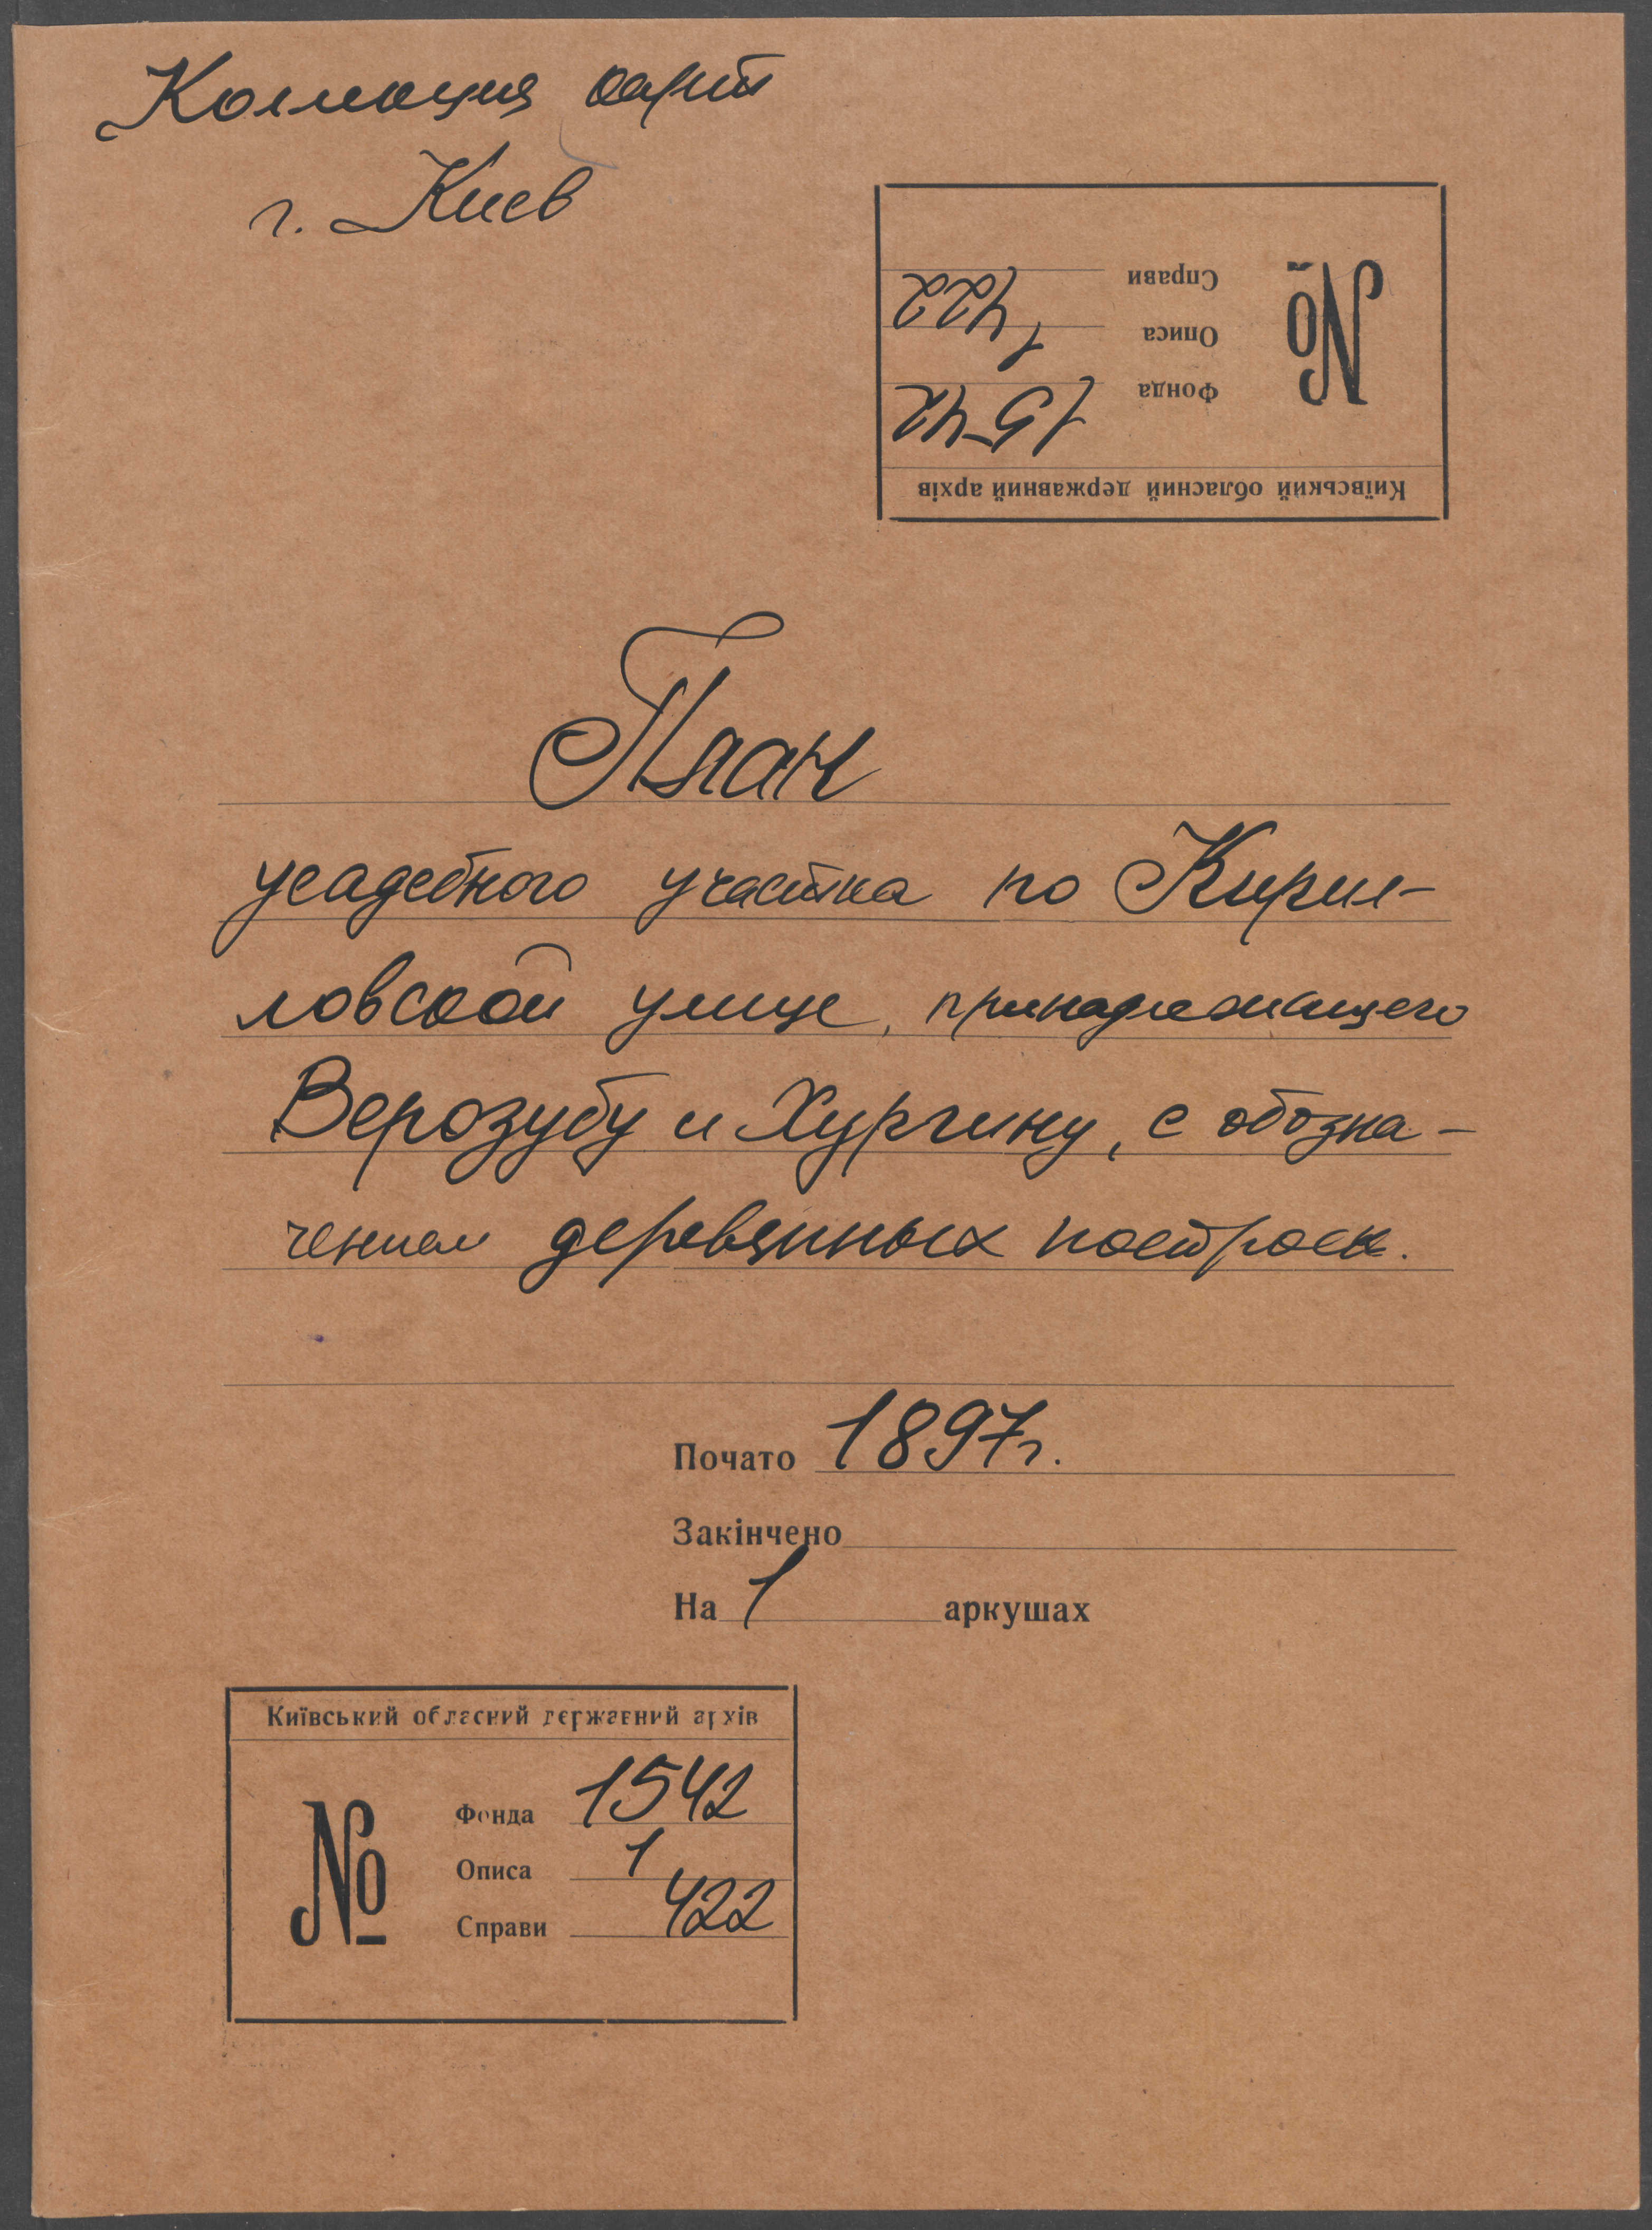 Коллекция карт
г. Киев
Київський обласний державний архів
№
Фонда 1542
Описа 1
Справи 422
План
усадебного участка по Кирил-
ловской улице, принадлежащего
Верозубу и Хургину, с обозна-
чением деревянных построек.
Почато 1897г.
Закінчено
На 1 аркушах
Київський обласний державний архів
№
Фонда 1542
Описа 1
Справи 422